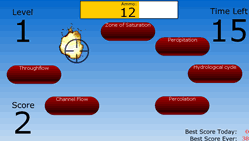 Level
1
Ammo
12
Time Left
15
Zone of Saturation
Percipitation
Throughflow
Hydrological cycle
Channel Flow
Percolation
Score
2
Best Score Today:
Best Score Ever: